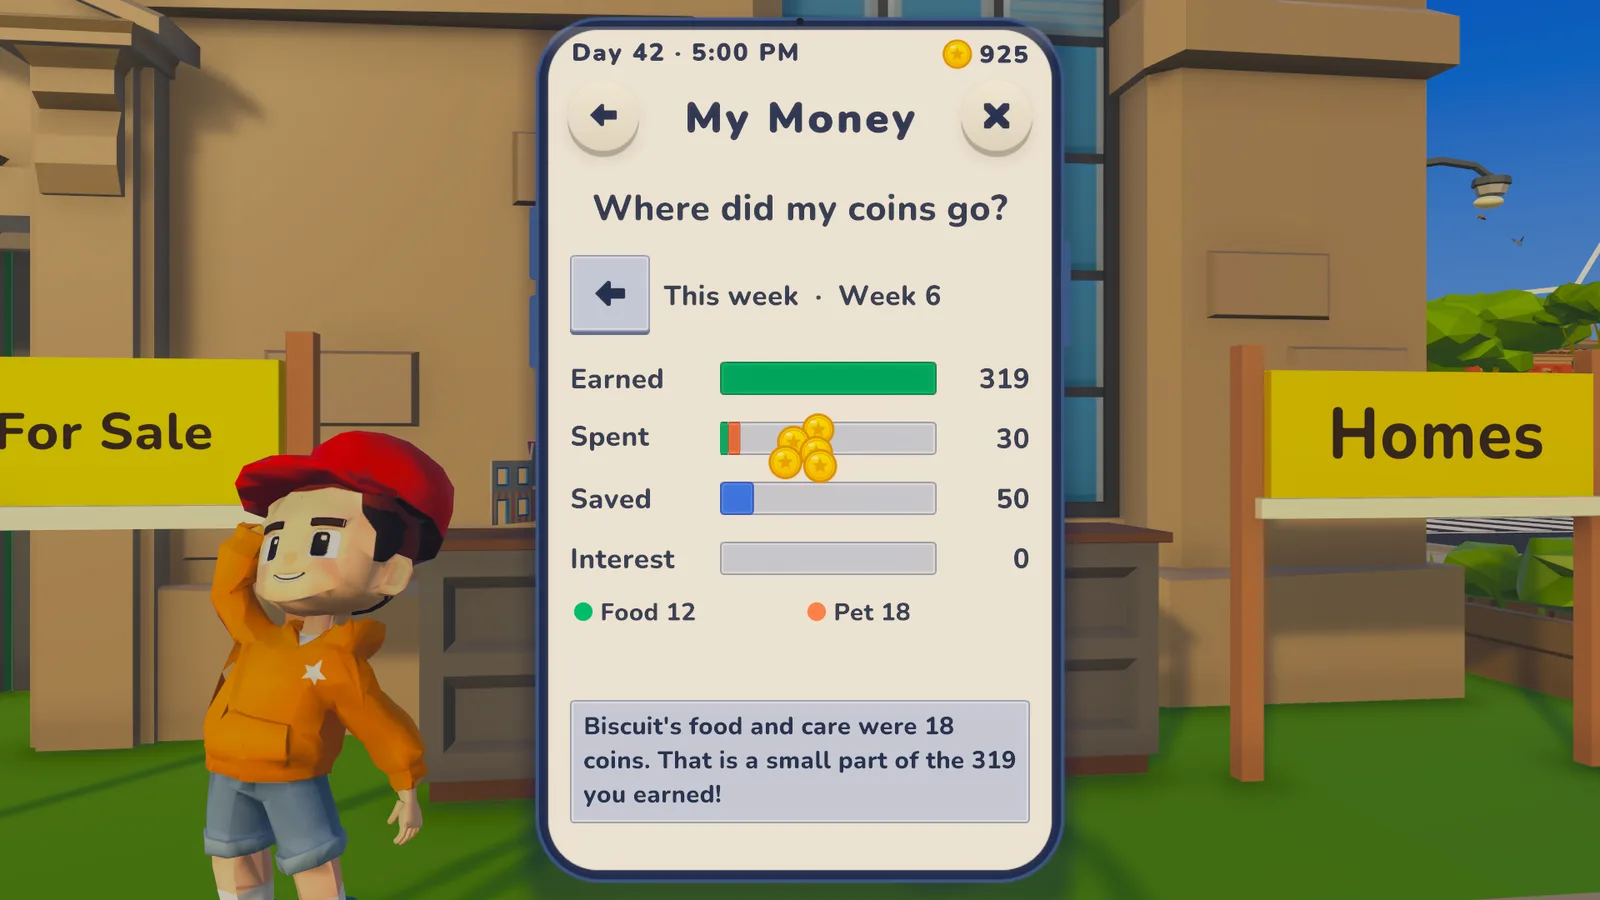 Day 42 · 5:00 PM
925
My Money
Where did my coins go?
This week · Week 6
Earned 319
Spent 30
Saved 50
Interest 0
Food 12
Pet 18
Biscuit's food and care were 18
coins. That is a small part of the 319
you earned!
For Sale
Homes